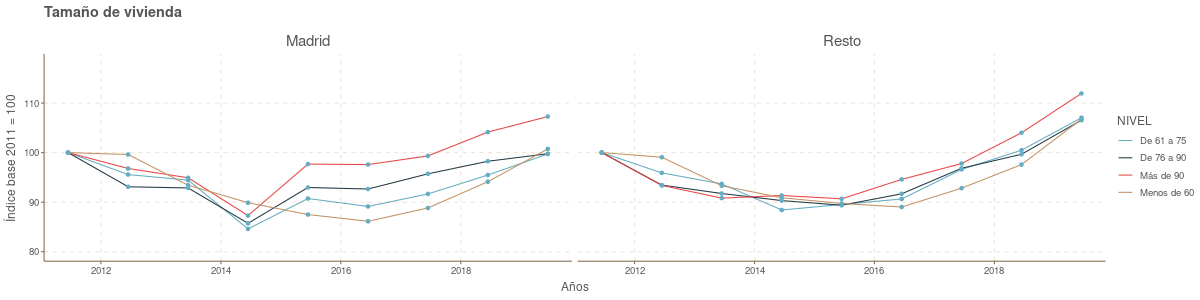 Tamaño de vivienda
Madrid
Resto
Índice base 2011 = 100
110
100
90
80
2012
2014
2016
2018
2012
2014
2016
2018
Años
NIVEL
De 61 a 75
De 76 a 90
Más de 90
Menos de 60